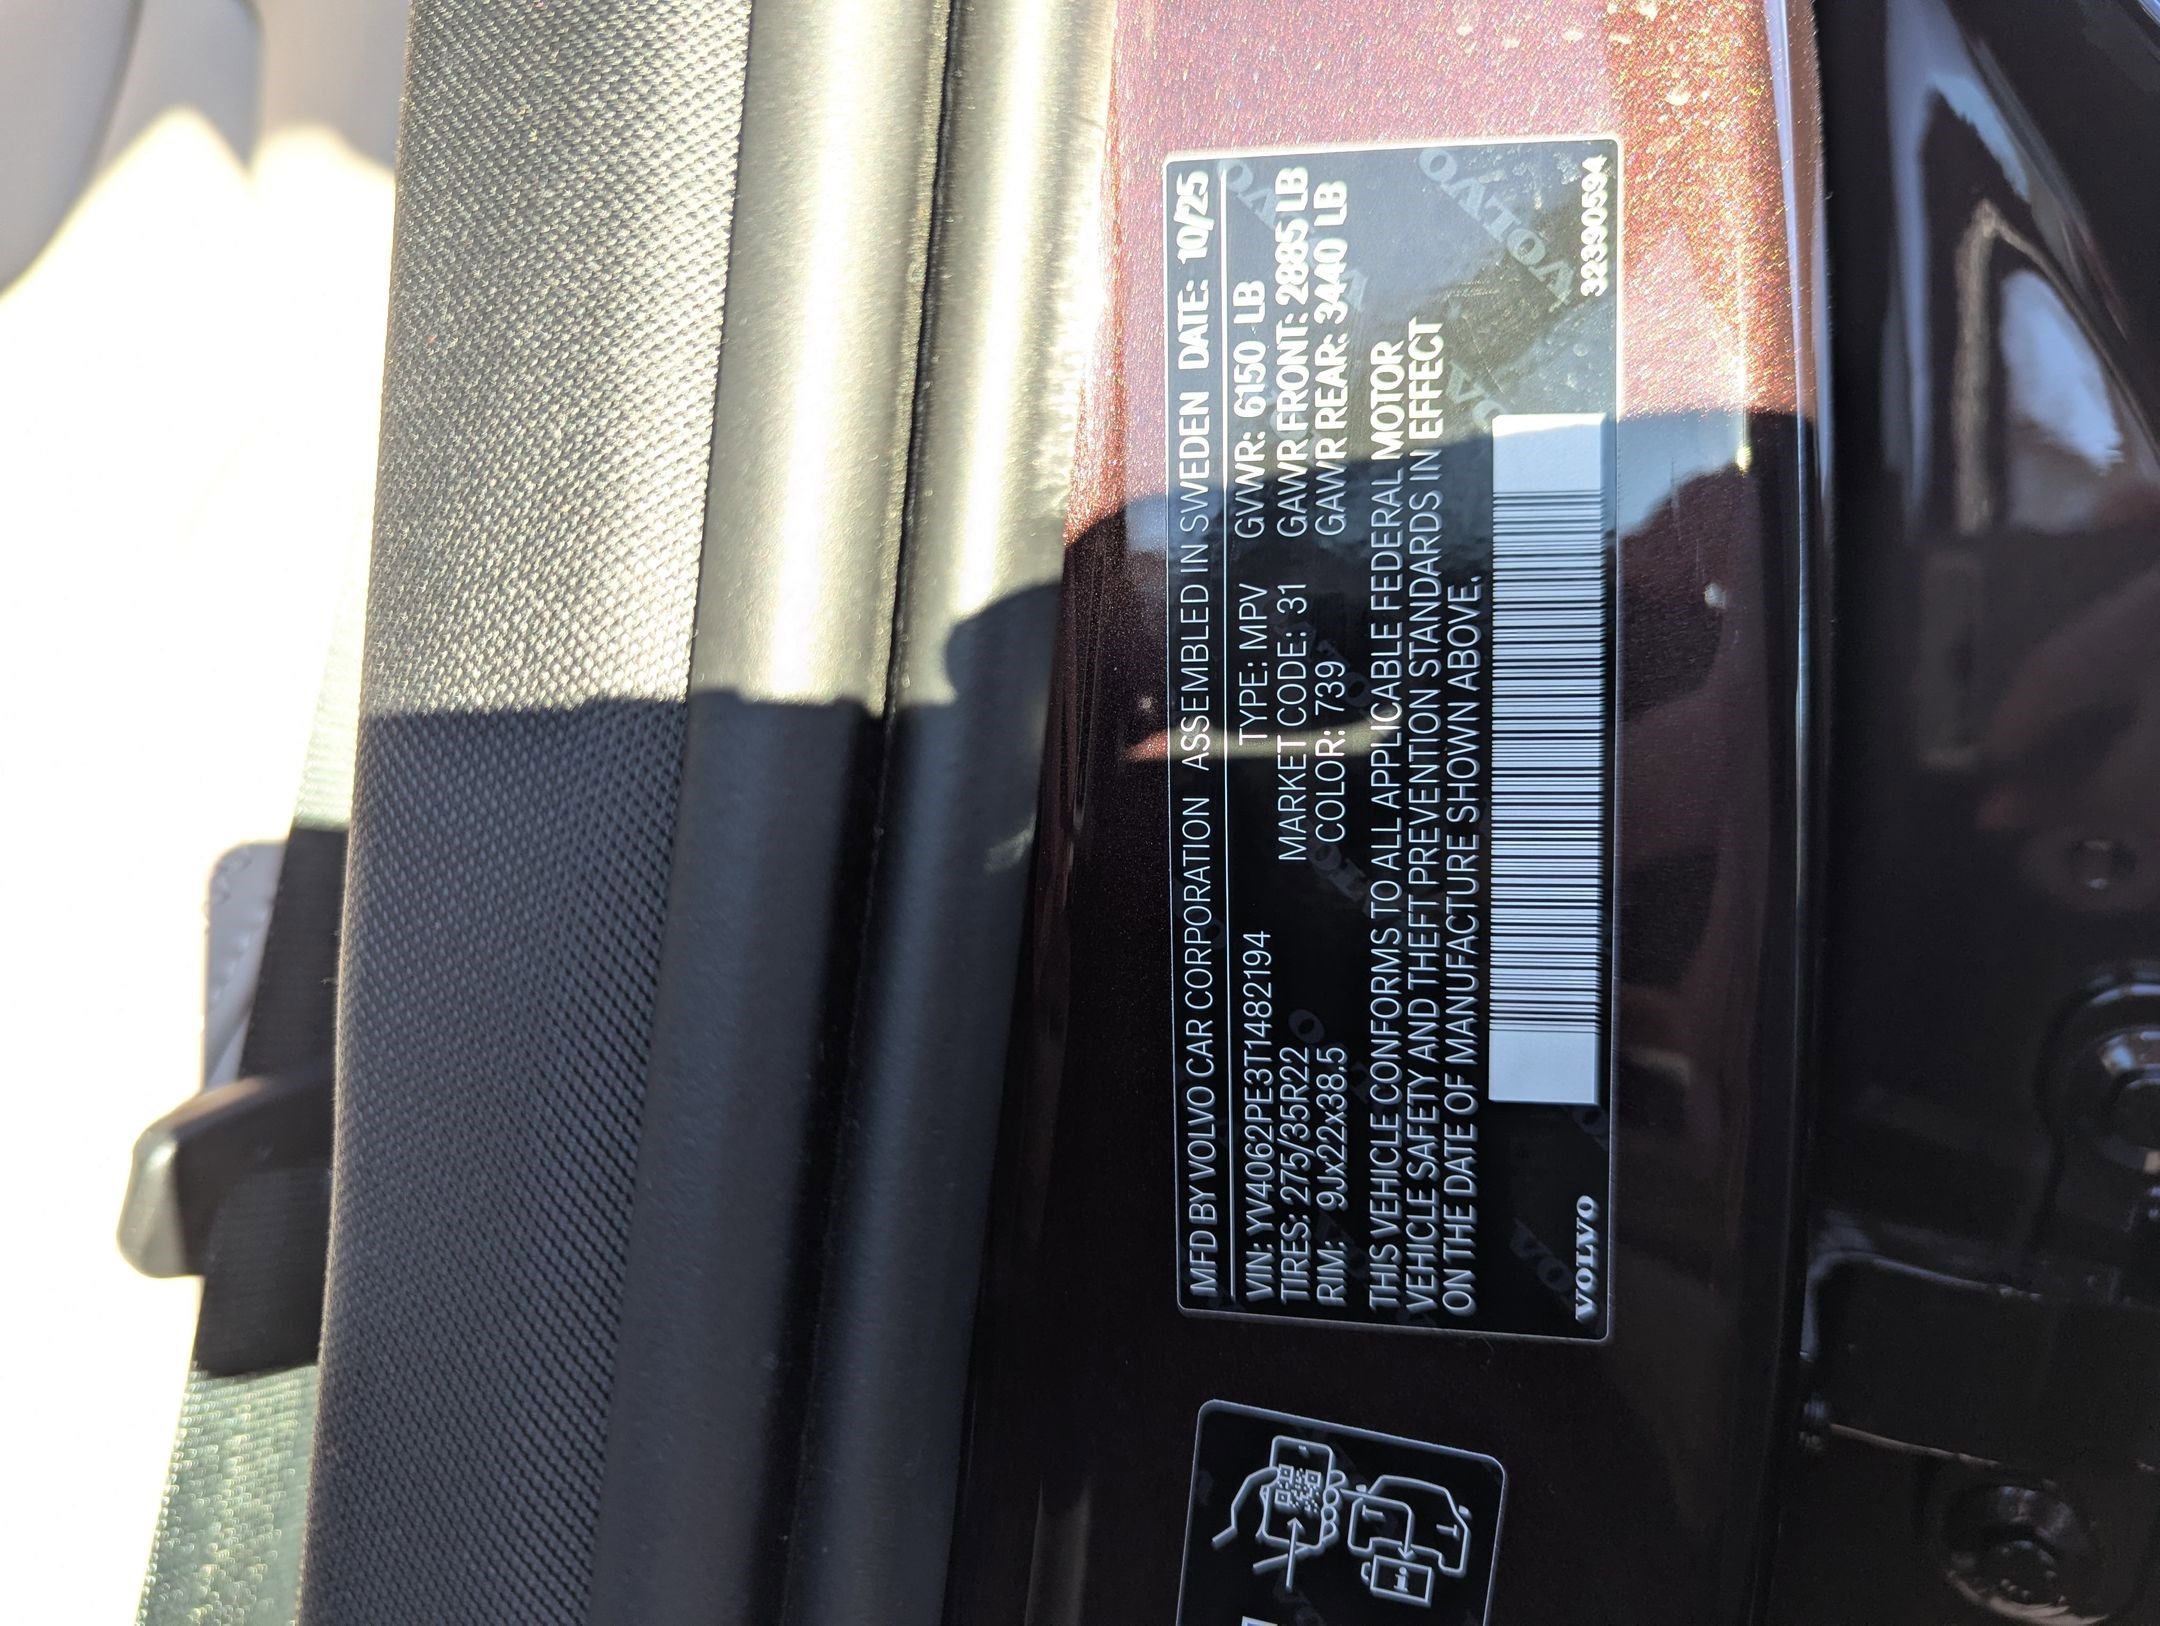 MFD BY VOLVO CAR CORPORATION ASSEMBLED IN SWEDEN DATE: 10/25
VIN: YV4062PE3T1482194 TYPE: MPV GVWR: 6150 LB
TIRES: 275/35R22 MARKET CODE: 31 GAWR FRONT: 2885 LB
RIM: 9Jx22x38.5 COLOR: 739 GAWR REAR: 3440 LB
THIS VEHICLE CONFORMS TO ALL APPLICABLE FEDERAL MOTOR
VEHICLE SAFETY AND THEFT PREVENTION STANDARDS IN EFFECT
ON THE DATE OF MANUFACTURE SHOWN ABOVE.
VOLVO 32390594